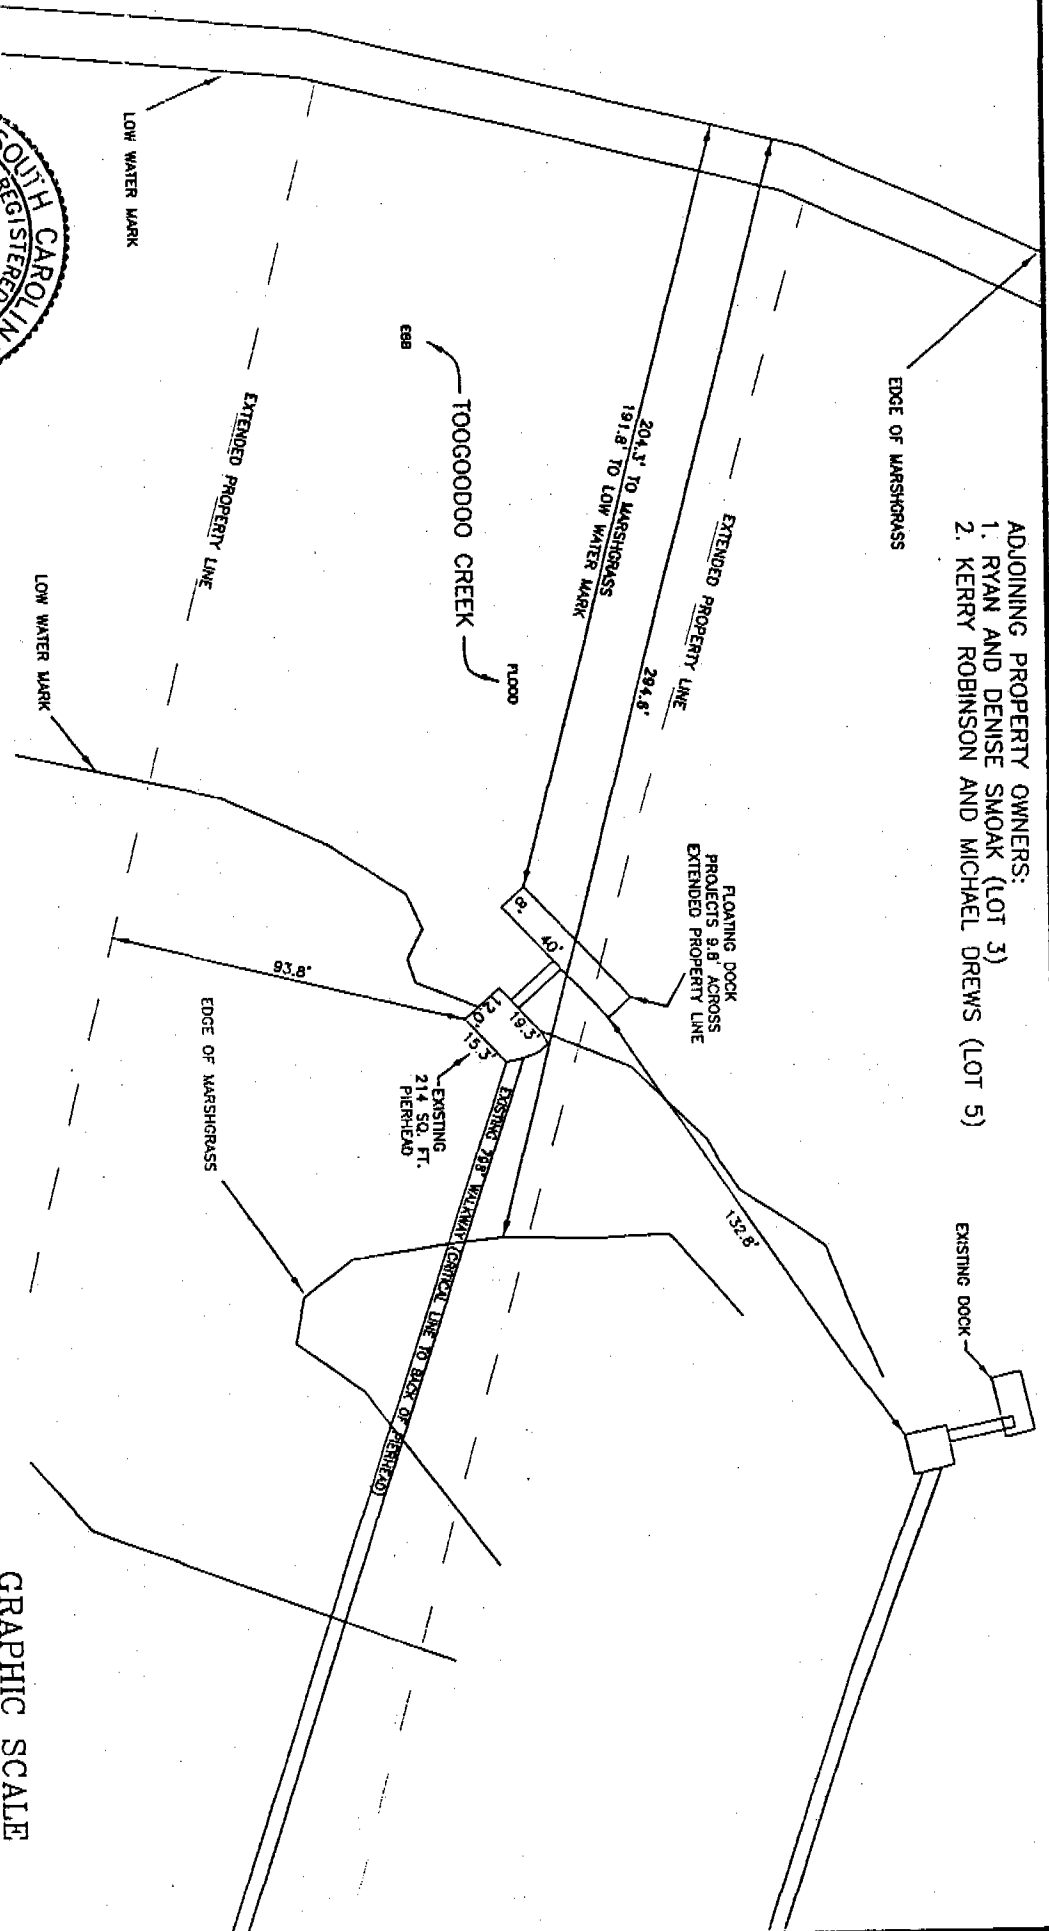 ADJOINING PROPERTY OWNERS:
1. RYAN AND DENISE SMOAK (LOT 3)
2. KERRY ROBINSON AND MICHAEL DREWS (LOT 5)
EDGE OF MARSHGRASS
EXISTING DOCK
FLOATING DOCK
PROJECTS 9.8' ACROSS
EXTENDED PROPERTY LINE
132.8'
EXTENDED PROPERTY LINE
294.8'
204.3' TO MARSHGRASS
191.8' TO LOW WATER MARK
8'
40'
FLOOD
TOOGOODOO CREEK
EBB
19.3'
12.0'
15.3'
EXISTING
214 SQ. FT.
PIERHEAD
EXISTING 798' WALKWAY (CRITICAL LINE TO BACK OF PIERHEAD)
93.8'
EXTENDED PROPERTY LINE
EDGE OF MARSHGRASS
LOW WATER MARK
LOW WATER MARK
SOUTH CAROLIN
REGISTERED
GRAPHIC SCALE